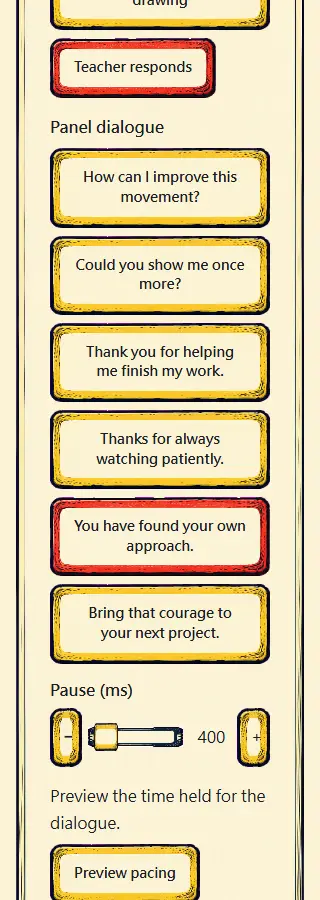 drawing
Teacher responds
Panel dialogue
How can I improve this
movement?
Could you show me once
more?
Thank you for helping
me finish my work.
Thanks for always
watching patiently.
You have found your own
approach.
Bring that courage to
your next project.
Pause (ms)
− 400 +
Preview the time held for the
dialogue.
Preview pacing